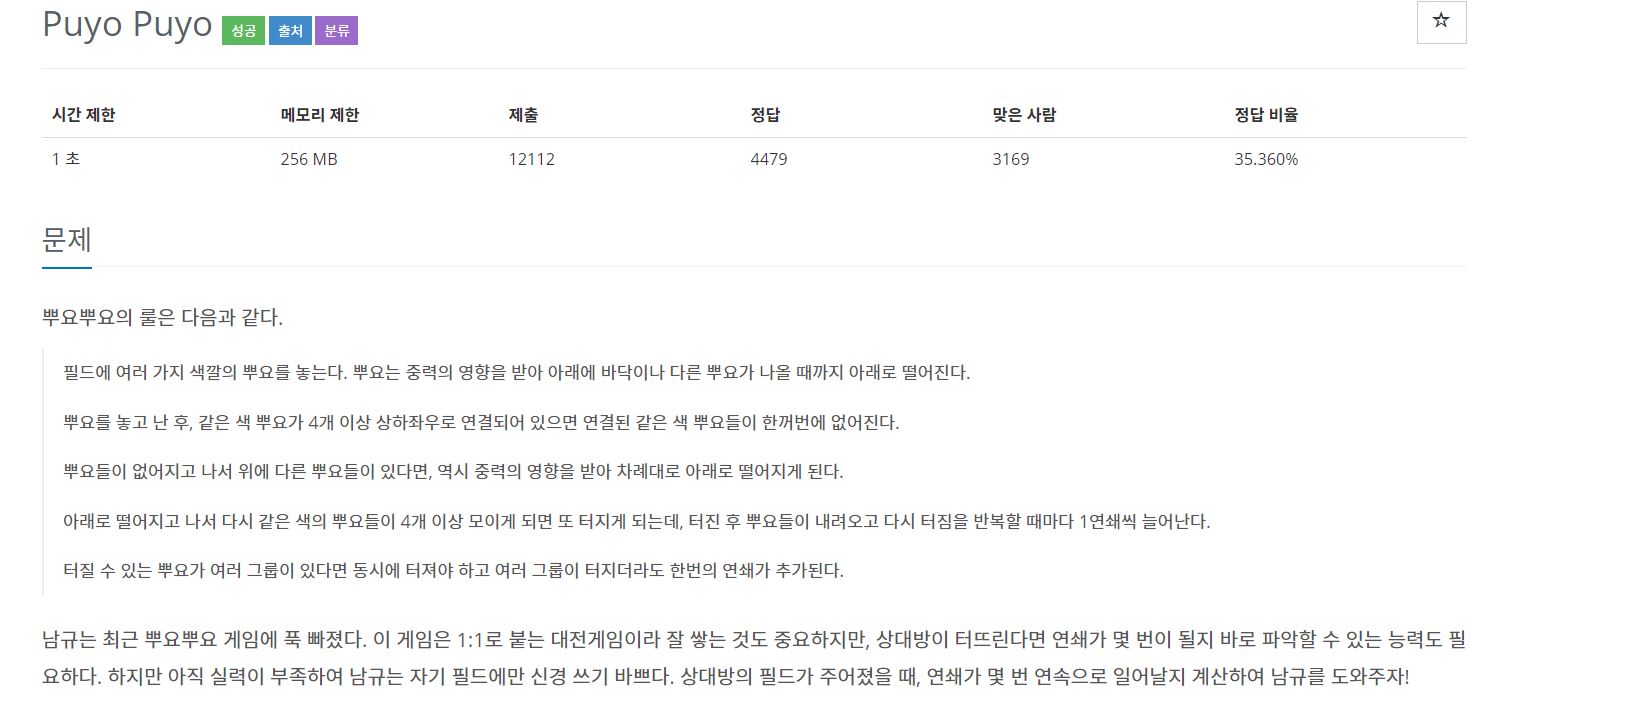 Puyo Puyo 성공 출처 분류
시간 제한 메모리 제한 제출 정답 맞은 사람 정답 비율
1 초 256 MB 12112 4479 3169 35.360%
문제
뿌요뿌요의 룰은 다음과 같다.
필드에 여러 가지 색깔의 뿌요를 놓는다. 뿌요는 중력의 영향을 받아 아래에 바닥이나 다른 뿌요가 나올 때까지 아래로 떨어진다.
뿌요를 놓고 난 후, 같은 색 뿌요가 4개 이상 상하좌우로 연결되어 있으면 연결된 같은 색 뿌요들이 한꺼번에 없어진다.
뿌요들이 없어지고 나서 위에 다른 뿌요들이 있다면, 역시 중력의 영향을 받아 차례대로 아래로 떨어지게 된다.
아래로 떨어지고 나서 다시 같은 색의 뿌요들이 4개 이상 모이게 되면 또 터지게 되는데, 터진 후 뿌요들이 내려오고 다시 터짐을 반복할 때마다 1연쇄씩 늘어난다.
터질 수 있는 뿌요가 여러 그룹이 있다면 동시에 터져야 하고 여러 그룹이 터지더라도 한번의 연쇄가 추가된다.
남규는 최근 뿌요뿌요 게임에 푹 빠졌다. 이 게임은 1:1로 붙는 대전게임이라 잘 쌓는 것도 중요하지만, 상대방이 터뜨린다면 연쇄가 몇 번이 될지 바로 파악할 수 있는 능력도 필
요하다. 하지만 아직 실력이 부족하여 남규는 자기 필드에만 신경 쓰기 바쁘다. 상대방의 필드가 주어졌을 때, 연쇄가 몇 번 연속으로 일어날지 계산하여 남규를 도와주자!